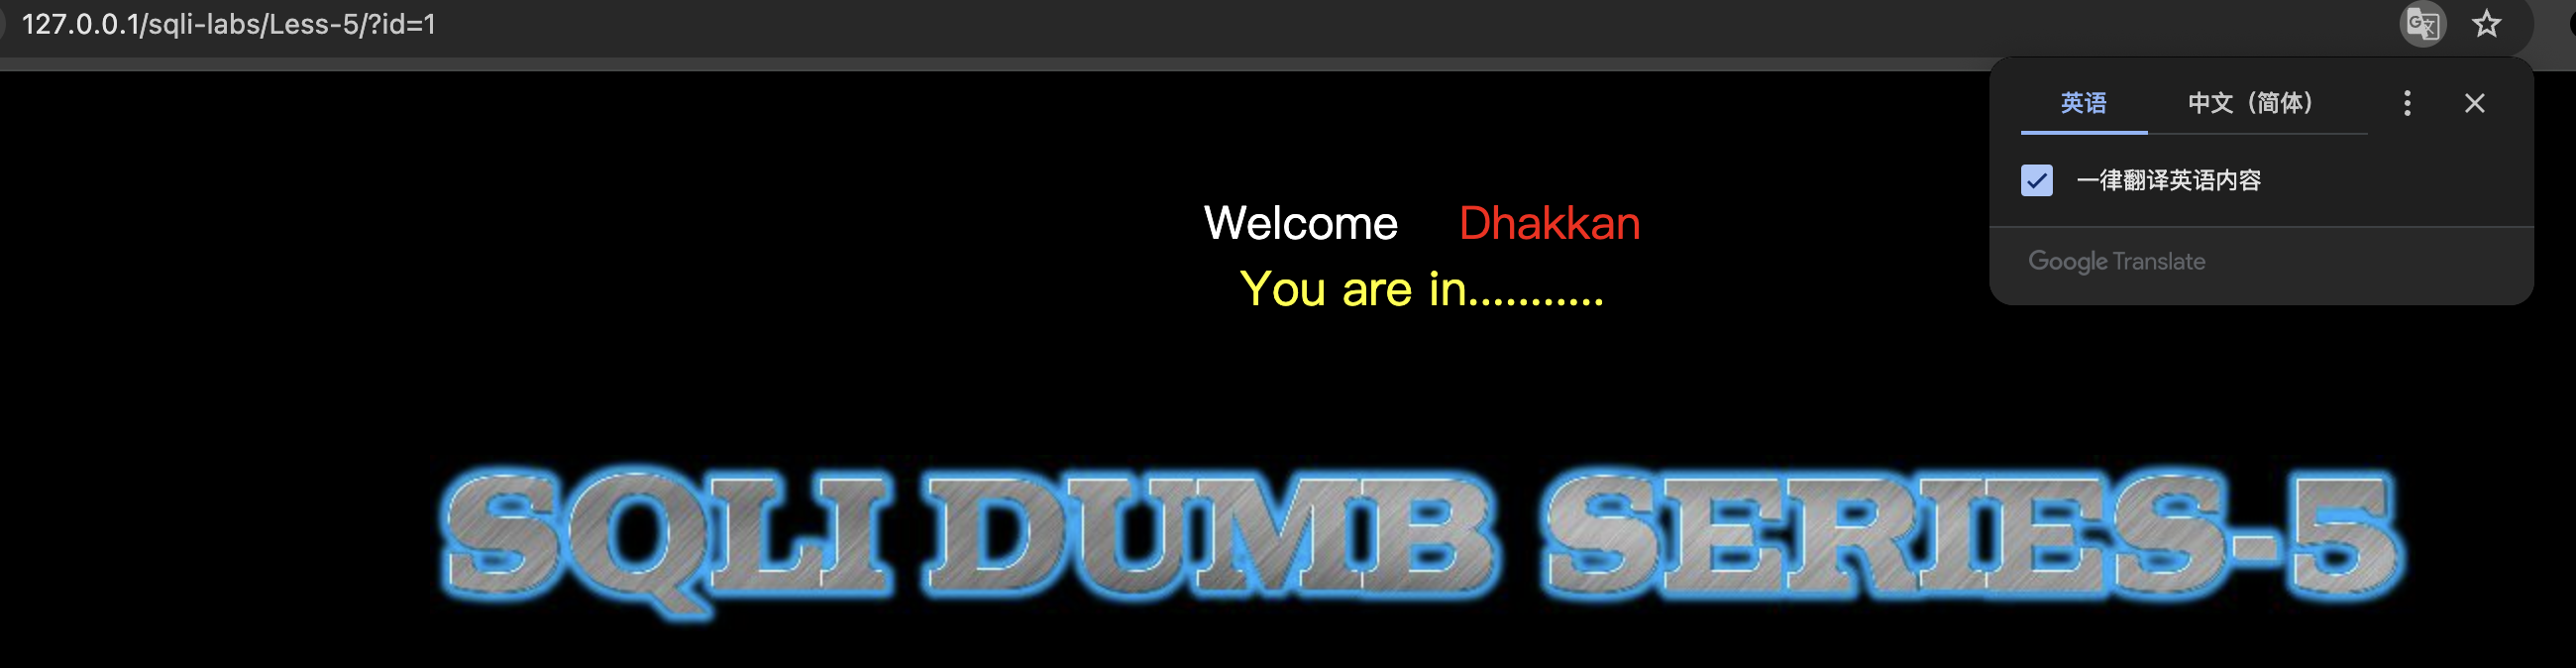 127.0.0.1/sqli-labs/Less-5/?id=1
英语 中文（简体）
一律翻译英语内容
Google Translate
Welcome Dhakkan
You are in...........
SQLI DUMB SERIES-5